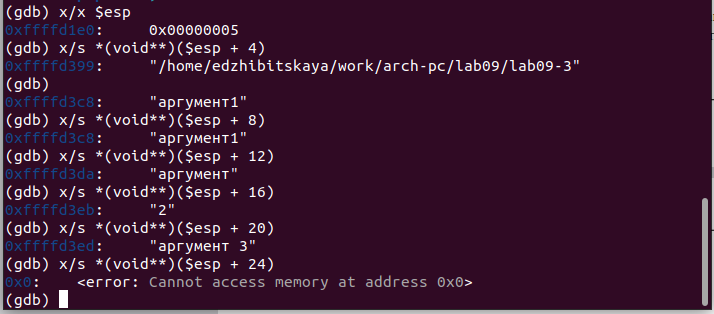 (gdb) x/x $esp
0xffffd1e0:     0x00000005
(gdb) x/s *(void**)($esp + 4)
0xffffd399:     "/home/edzhibitskaya/work/arch-pc/lab09/lab09-3"
(gdb)
0xffffd3c8:     "аргумент1"
(gdb) x/s *(void**)($esp + 8)
0xffffd3c8:     "аргумент1"
(gdb) x/s *(void**)($esp + 12)
0xffffd3da:     "аргумент"
(gdb) x/s *(void**)($esp + 16)
0xffffd3eb:     "2"
(gdb) x/s *(void**)($esp + 20)
0xffffd3ed:     "аргумент 3"
(gdb) x/s *(void**)($esp + 24)
0x0:    <error: Cannot access memory at address 0x0>
(gdb)